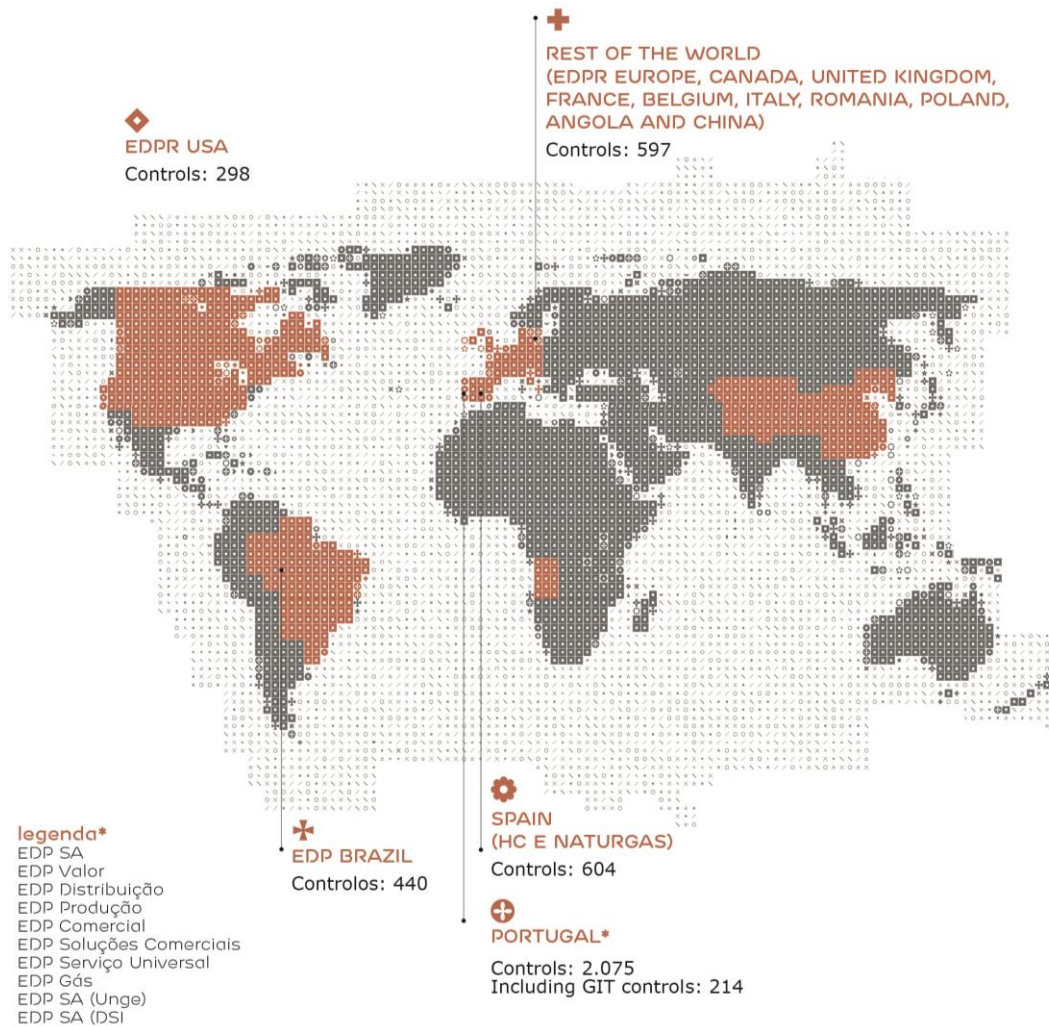 REST OF THE WORLD
(EDPR EUROPE, CANADA, UNITED KINGDOM,
FRANCE, BELGIUM, ITALY, ROMANIA, POLAND,
ANGOLA AND CHINA)
Controls: 597
EDPR USA
Controls: 298
legenda*
EDP SA
EDP Valor
EDP Distribuição
EDP Produção
EDP Comercial
EDP Soluções Comerciais
EDP Serviço Universal
EDP Gás
EDP SA (Unge)
EDP SA (DSI
EDP BRAZIL
Controlos: 440
SPAIN
(HC E NATURGAS)
Controls: 604
PORTUGAL*
Controls: 2.075
Including GIT controls: 214